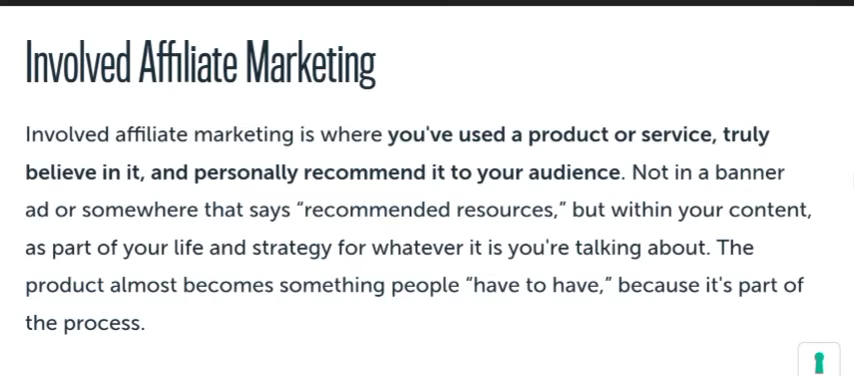 Involved Affiliate Marketing
Involved affiliate marketing is where you've used a product or service, truly
believe in it, and personally recommend it to your audience. Not in a banner
ad or somewhere that says “recommended resources,” but within your content,
as part of your life and strategy for whatever it is you're talking about. The
product almost becomes something people “have to have,” because it's part of
the process.